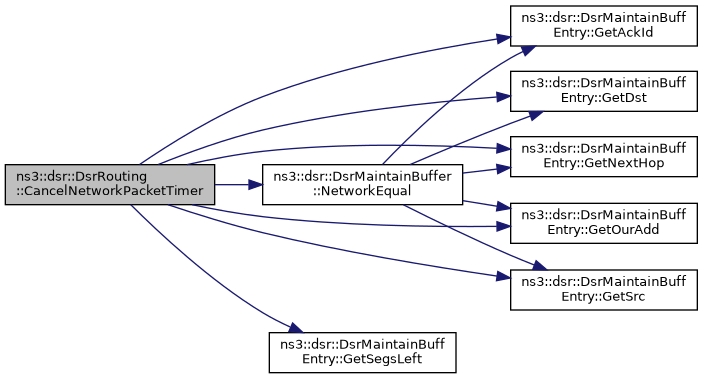 ns3::dsr::DsrRouting
::CancelNetworkPacketTimer
ns3::dsr::DsrMaintainBuffer
::NetworkEqual
ns3::dsr::DsrMaintainBuff
Entry::GetSegsLeft
ns3::dsr::DsrMaintainBuff
Entry::GetAckId
ns3::dsr::DsrMaintainBuff
Entry::GetDst
ns3::dsr::DsrMaintainBuff
Entry::GetNextHop
ns3::dsr::DsrMaintainBuff
Entry::GetOurAdd
ns3::dsr::DsrMaintainBuff
Entry::GetSrc